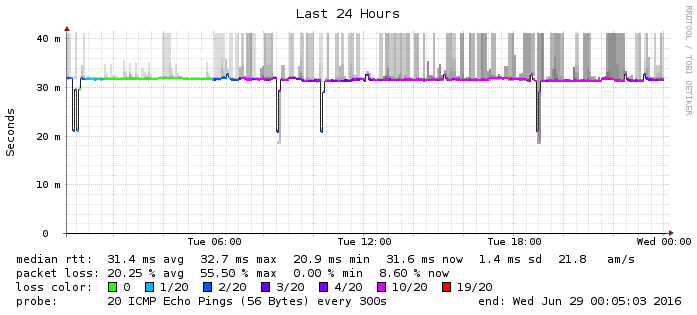 Last 24 Hours
RRDTOOL / TOBI OETIKER
Seconds
40 m
30 m
20 m
10 m
0
Tue 06:00 Tue 12:00 Tue 18:00 Wed 00:00
median rtt: 31.4 ms avg 32.7 ms max 20.9 ms min 31.6 ms now 1.4 ms sd 21.8 am/s
packet loss: 20.25 % avg 55.50 % max 0.00 % min 8.60 % now
loss color: 0 1/20 2/20 3/20 4/20 10/20 19/20
probe: 20 ICMP Echo Pings (56 Bytes) every 300s end: Wed Jun 29 00:05:03 2016